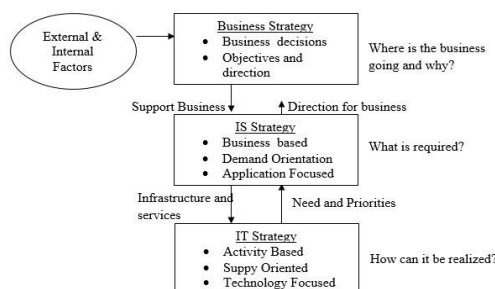 External &
Internal
Factors
Business Strategy
• Business decisions
• Objectives and
direction
Where is the business
going and why?
Support Business
Direction for business
IS Strategy
• Business based
• Demand Orientation
• Application Focused
What is required?
Infrastructure and
services
Need and Priorities
IT Strategy
• Activity Based
• Suppy Oriented
• Technology Focused
How can it be realized?